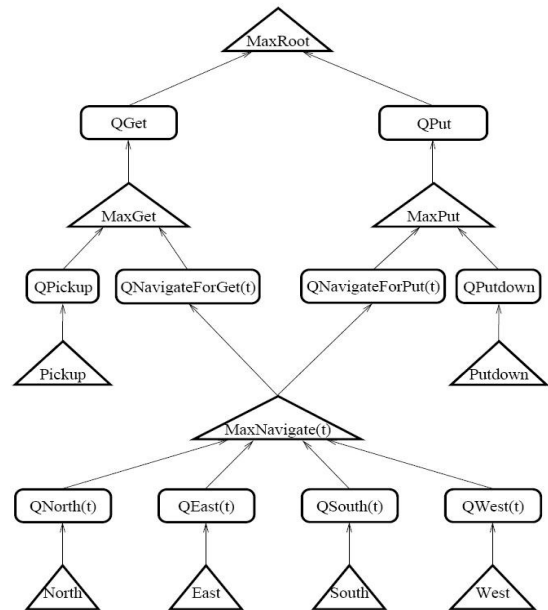 MaxRoot
QGet
QPut
MaxGet
MaxPut
QPickup
QNavigateForGet(t)
QNavigateForPut(t)
QPutdown
Pickup
Putdown
MaxNavigate(t)
QNorth(t)
QEast(t)
QSouth(t)
QWest(t)
North
East
South
West